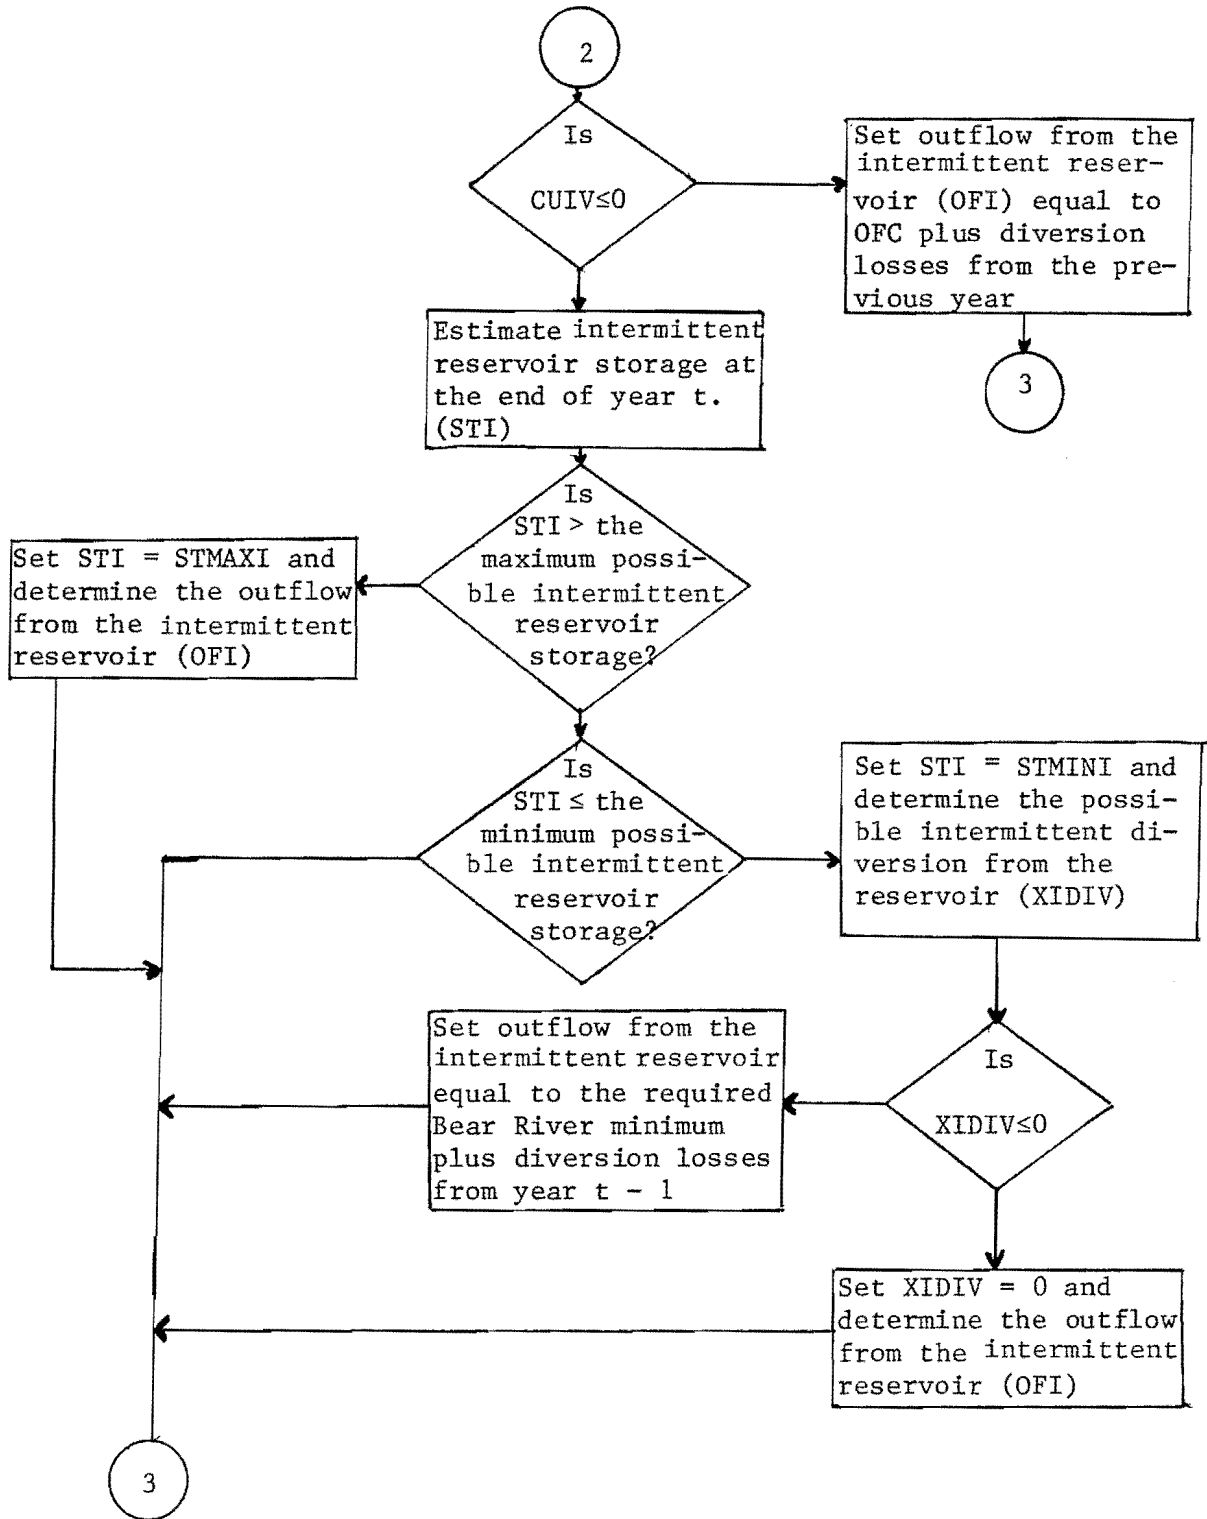 2
Is
CUIV≤0
Set outflow from the
intermittent reser-
voir (OFI) equal to
OFC plus diversion
losses from the pre-
vious year
3
Estimate intermittent
reservoir storage at
the end of year t.
(STI)
Is
STI > the
maximum possi-
ble intermittent
reservoir
storage?
Set STI = STMAXI and
determine the outflow
from the intermittent
reservoir (OFI)
Is
STI ≤ the
minimum possi-
ble intermittent
reservoir
storage?
Set STI = STMINI and
determine the possi-
ble intermittent di-
version from the
reservoir (XIDIV)
Is
XIDIV≤0
Set outflow from the
intermittent reservoir
equal to the required
Bear River minimum
plus diversion losses
from year t - 1
Set XIDIV = 0 and
determine the outflow
from the intermittent
reservoir (OFI)
3